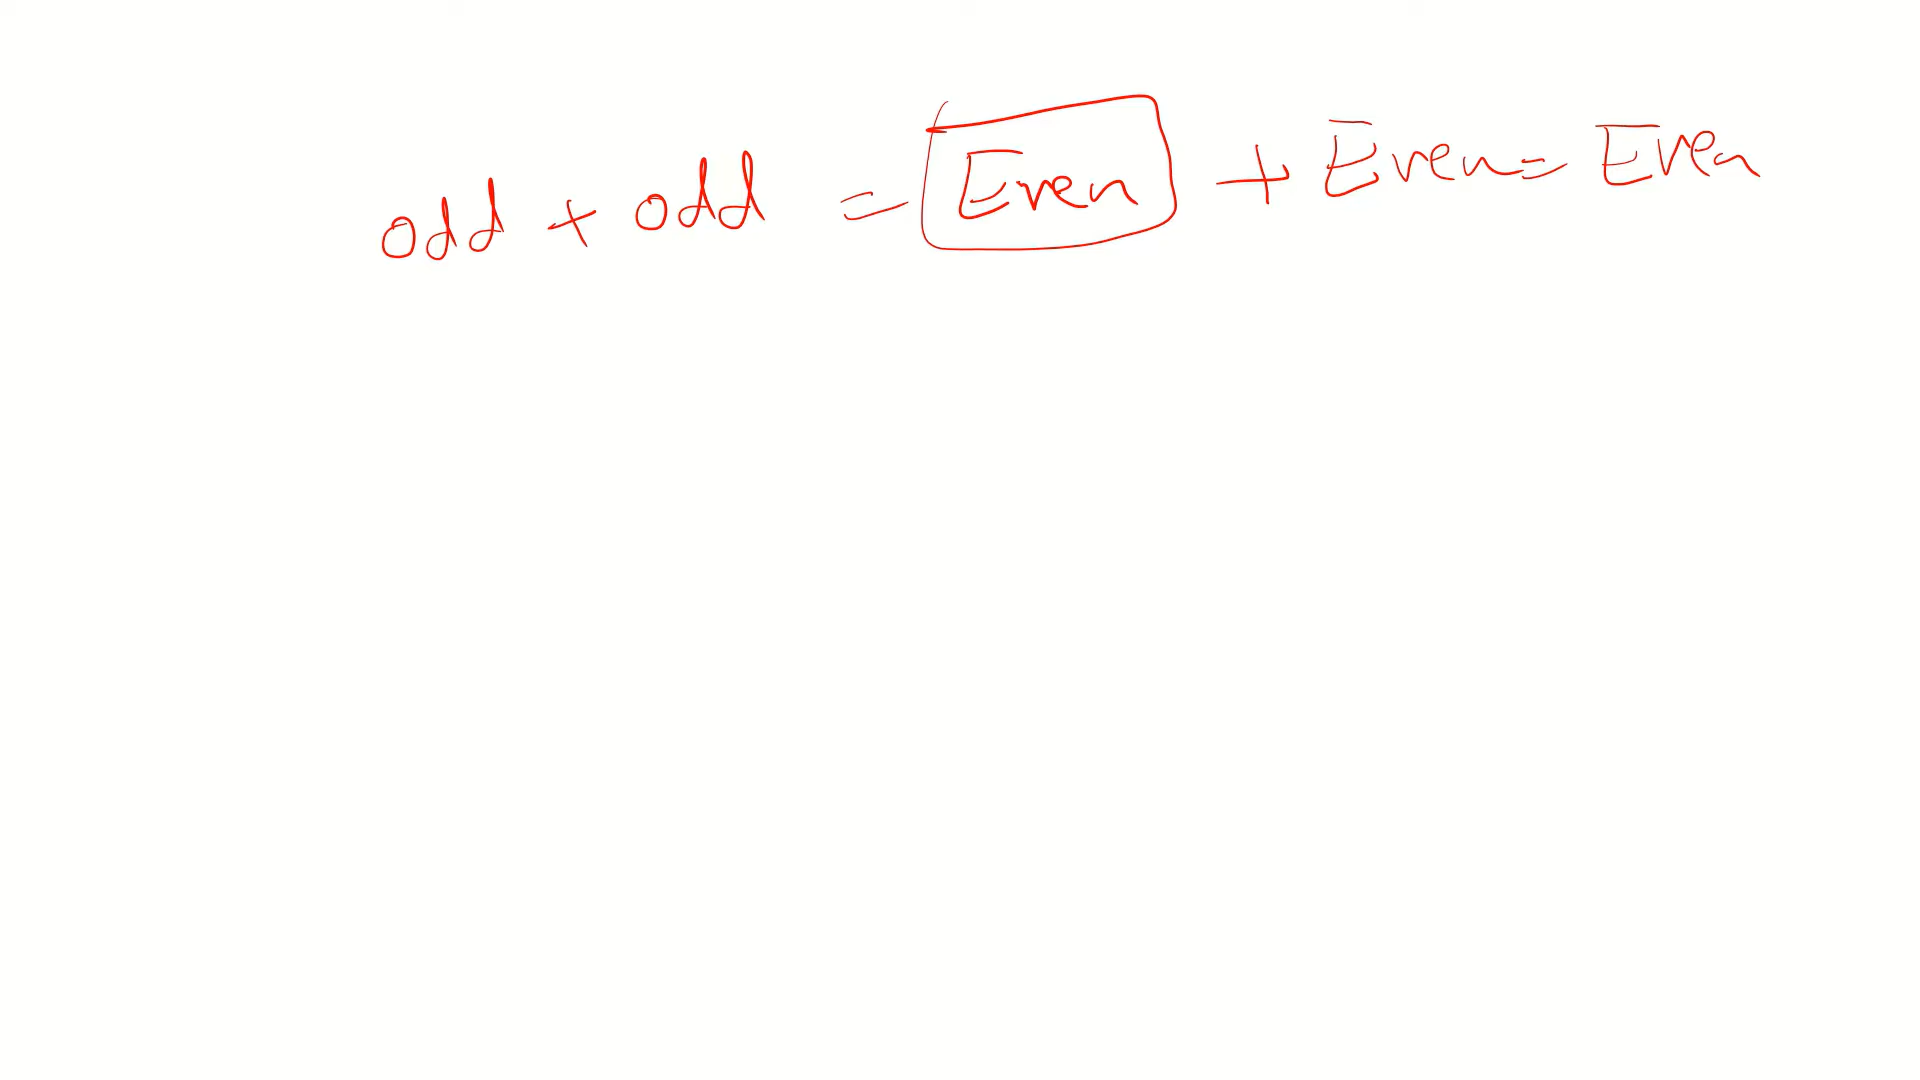 odd + odd = Even + Even = Even